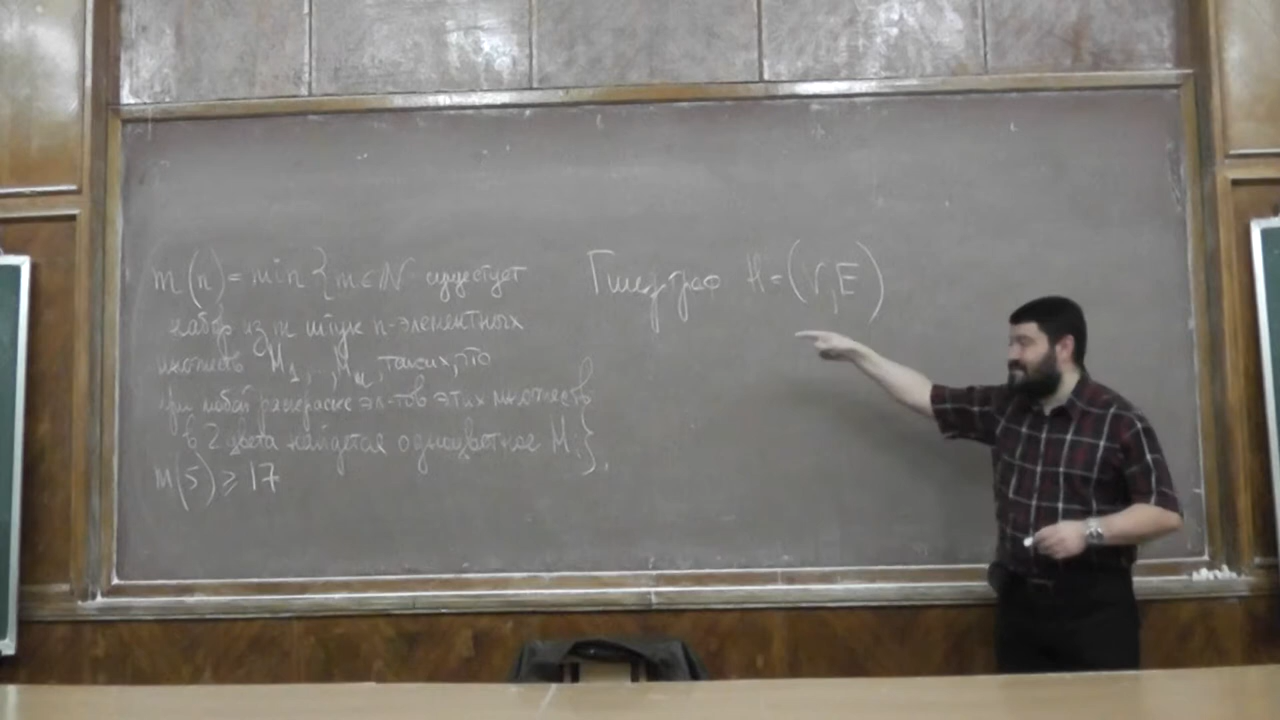 m(n) = min { m ∈ N существует
набор из m штук n-элементных
множеств M₁, , Mₘ, таких, что
при любой раскраске эл-тов этих множеств
в 2 цвета найдется одноцветное Mᵢ}.
m(5) ≥ 17
Гиперграф H = (V, E)